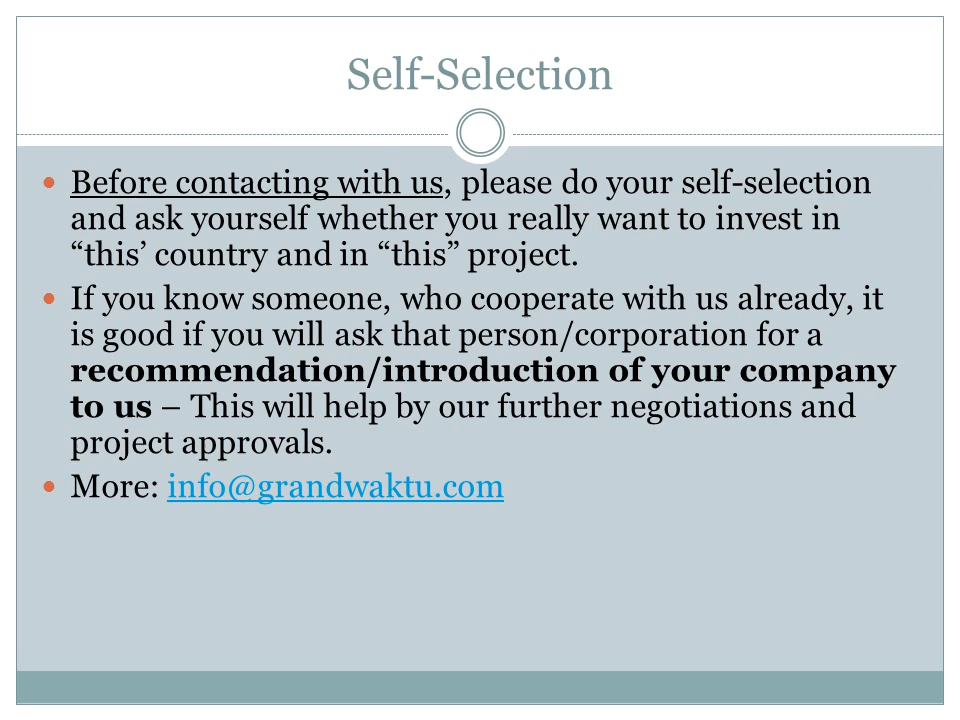 Self-Selection
Before contacting with us, please do your self-selection
and ask yourself whether you really want to invest in
“this’ country and in “this” project.
If you know someone, who cooperate with us already, it
is good if you will ask that person/corporation for a
recommendation/introduction of your company
to us – This will help by our further negotiations and
project approvals.
More: info@grandwaktu.com